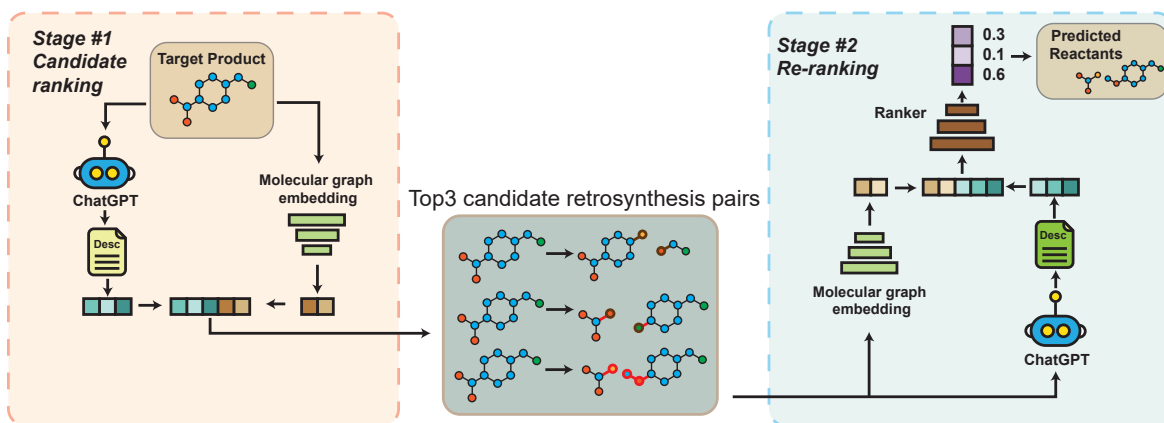 Stage #1
Candidate
ranking
Target Product
ChatGPT
Desc
Molecular graph
embedding
Top3 candidate retrosynthesis pairs
Stage #2
Re-ranking
0.3
0.1
0.6
Predicted
Reactants
Ranker
Molecular graph
embedding
Desc
ChatGPT